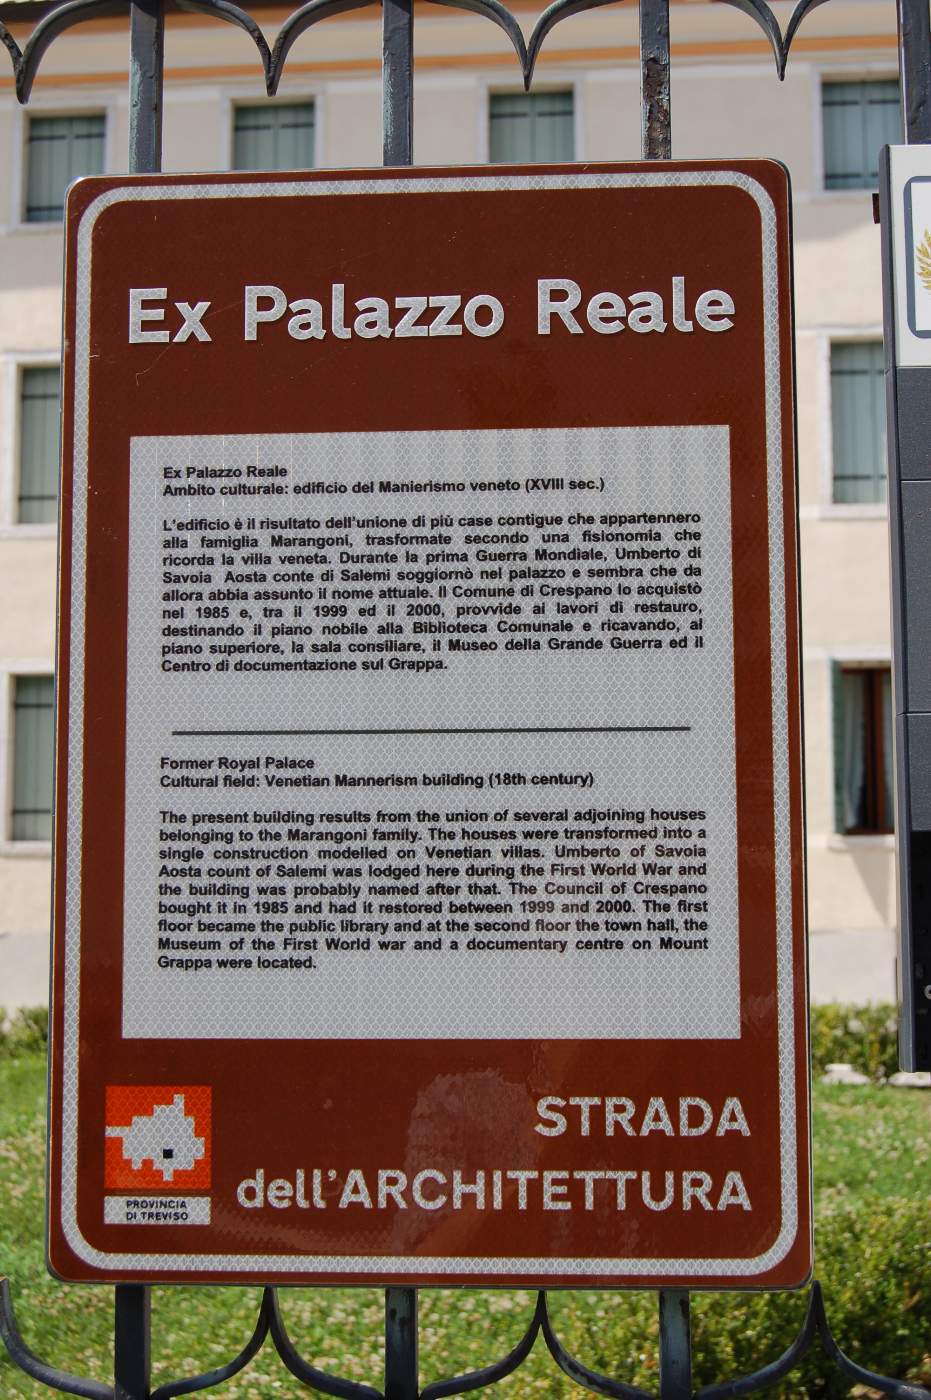 Ex Palazzo Reale
Ex Palazzo Reale
Ambito culturale: edificio del Manierismo veneto (XVIII sec.)
L'edificio è il risultato dell'unione di più case contigue che appartennero
alla famiglia Marangoni, trasformate secondo una fisionomia che
ricorda la villa veneta. Durante la prima Guerra Mondiale, Umberto di
Savoia Aosta conte di Salemi soggiornò nel palazzo e sembra che da
allora abbia assunto il nome attuale. Il Comune di Crespano lo acquistò
nel 1985 e, tra il 1999 ed il 2000, provvide ai lavori di restauro,
destinando il piano nobile alla Biblioteca Comunale e ricavando, al
piano superiore, la sala consiliare, il Museo della Grande Guerra ed il
Centro di documentazione sul Grappa.
Former Royal Palace
Cultural field: Venetian Mannerism building (18th century)
The present building results from the union of several adjoining houses
belonging to the Marangoni family. The houses were transformed into a
single construction modelled on Venetian villas. Umberto of Savoia
Aosta count of Salemi was lodged here during the First World War and
the building was probably named after that. The Council of Crespano
bought it in 1985 and had it restored between 1999 and 2000. The first
floor became the public library and at the second floor the town hall, the
Museum of the First World war and a documentary centre on Mount
Grappa were located.
STRADA
dell'ARCHITETTURA
PROVINCIA
DI TREVISO